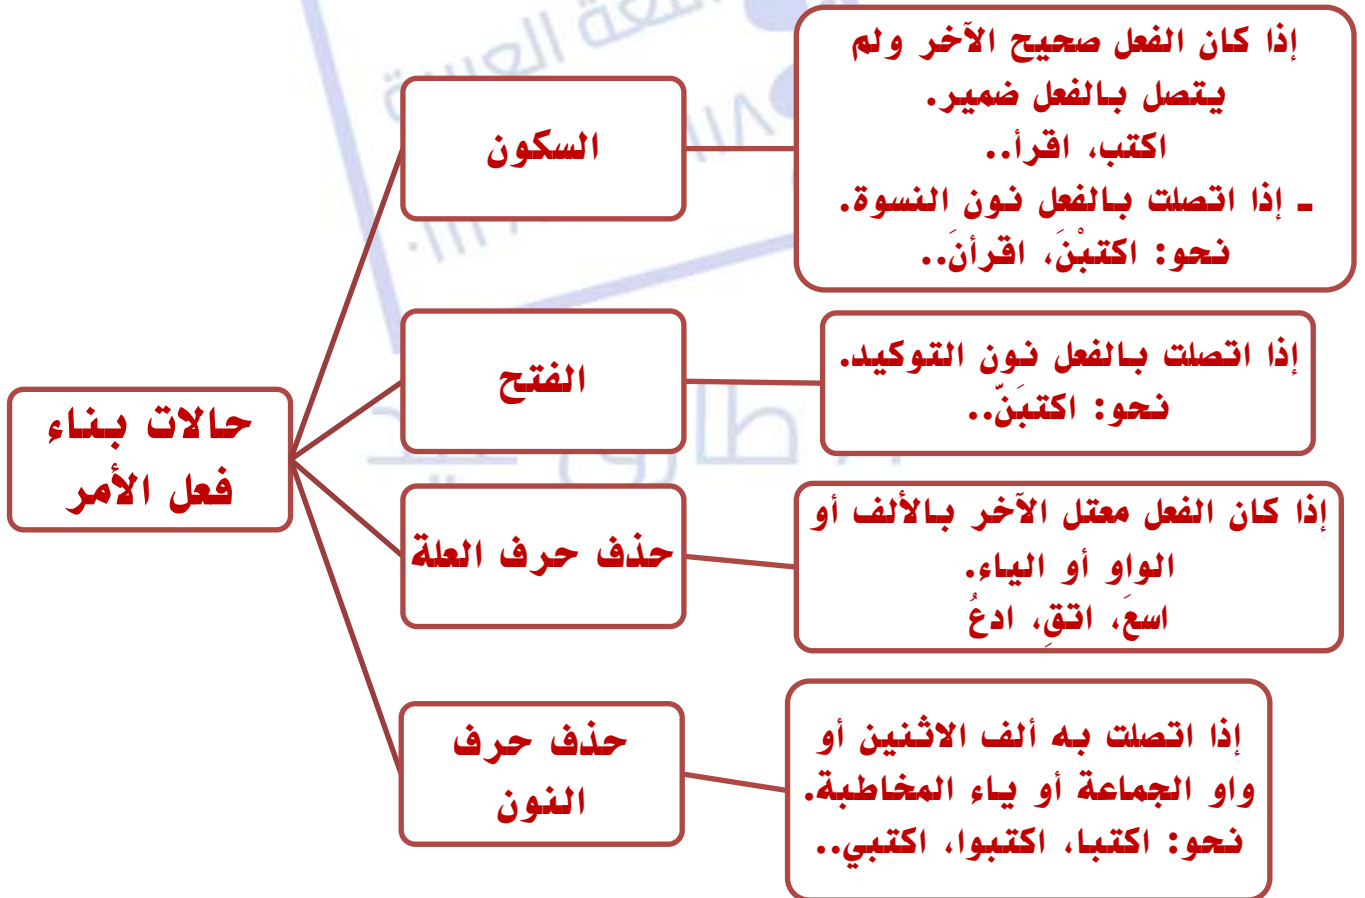 حالات بناء
فعل الأمر
السكون
إذا كان الفعل صحيح الآخر ولم
يتصل بالفعل ضمير.
اكتب، اقرأ..
ـ إذا اتصلت بالفعل نون النسوة.
نحو: اكتبْنَ، اقرأنَ..
الفتح
إذا اتصلت بالفعل نون التوكيد.
نحو: اكتبَنّ..
حذف حرف العلة
إذا كان الفعل معتل الآخر بالألف أو
الواو أو الياء.
اسعَ، اتقِ، ادعُ
حذف حرف
النون
إذا اتصلت به ألف الاثنين أو
واو الجماعة أو ياء المخاطبة.
نحو: اكتبا، اكتبوا، اكتبي..